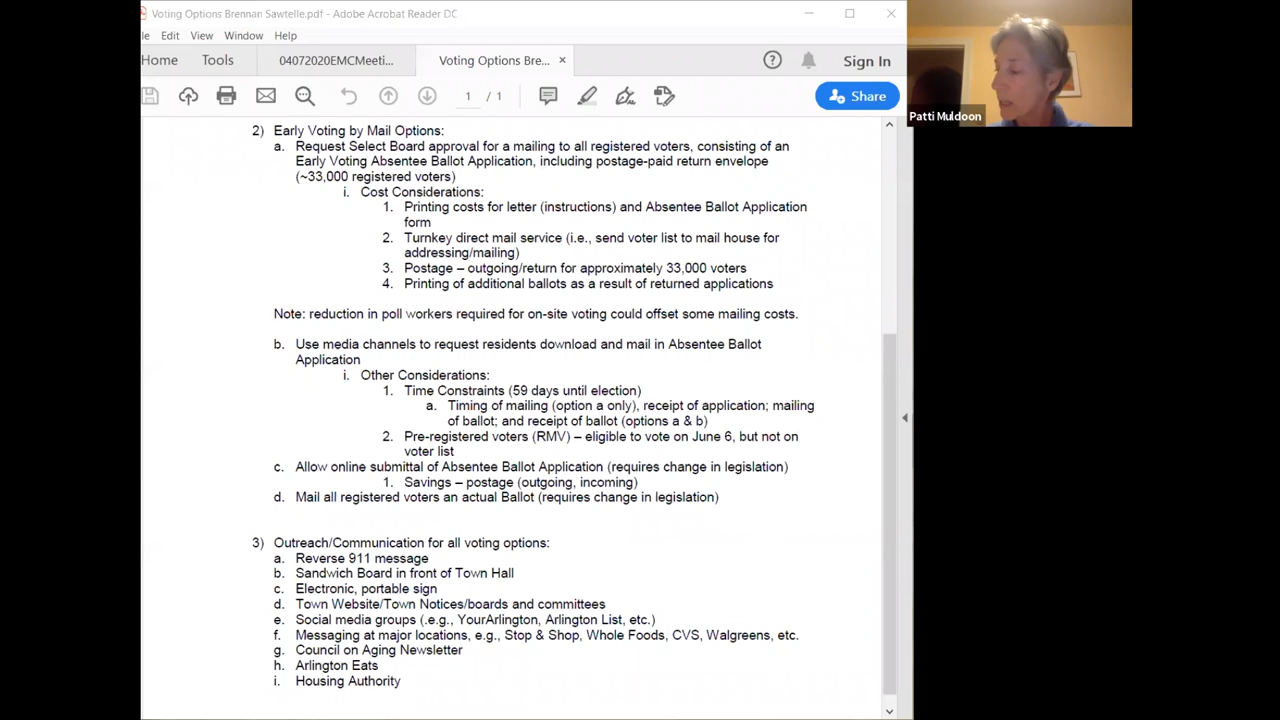 Voting Options Brennan Sawtelle.pdf - Adobe Acrobat Reader DC
le Edit View Window Help
Home Tools 04072020EMCMeeti... Voting Options Bre... × Sign In
1 / 1 Share
2) Early Voting by Mail Options:
a. Request Select Board approval for a mailing to all registered voters, consisting of an
Early Voting Absentee Ballot Application, including postage-paid return envelope
(~33,000 registered voters)
i. Cost Considerations:
1. Printing costs for letter (instructions) and Absentee Ballot Application
form
2. Turnkey direct mail service (i.e., send voter list to mail house for
addressing/mailing)
3. Postage – outgoing/return for approximately 33,000 voters
4. Printing of additional ballots as a result of returned applications
Note: reduction in poll workers required for on-site voting could offset some mailing costs.
b. Use media channels to request residents download and mail in Absentee Ballot
Application
i. Other Considerations:
1. Time Constraints (59 days until election)
a. Timing of mailing (option a only), receipt of application; mailing
of ballot; and receipt of ballot (options a & b)
2. Pre-registered voters (RMV) – eligible to vote on June 6, but not on
voter list
c. Allow online submittal of Absentee Ballot Application (requires change in legislation)
1. Savings – postage (outgoing, incoming)
d. Mail all registered voters an actual Ballot (requires change in legislation)
3) Outreach/Communication for all voting options:
a. Reverse 911 message
b. Sandwich Board in front of Town Hall
c. Electronic, portable sign
d. Town Website/Town Notices/boards and committees
e. Social media groups (.e.g., YourArlington, Arlington List, etc.)
f. Messaging at major locations, e.g., Stop & Shop, Whole Foods, CVS, Walgreens, etc.
g. Council on Aging Newsletter
h. Arlington Eats
i. Housing Authority
Patti Muldoon